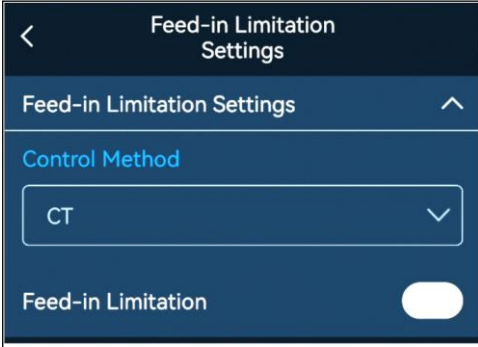 Feed-in Limitation
Settings
Feed-in Limitation Settings
Control Method
CT
Feed-in Limitation